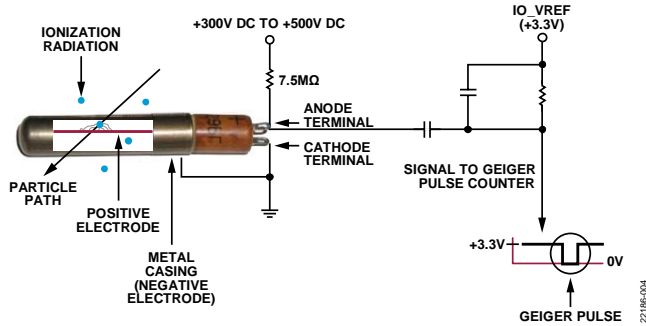 IONIZATION
RADIATION
+300V DC TO +500V DC
IO_VREF
(+3.3V)
7.5MΩ
ANODE
TERMINAL
CATHODE
TERMINAL
PARTICLE
PATH
POSITIVE
ELECTRODE
METAL
CASING
(NEGATIVE
ELECTRODE)
SIGNAL TO GEIGER
PULSE COUNTER
+3.3V
0V
GEIGER PULSE
22186-004